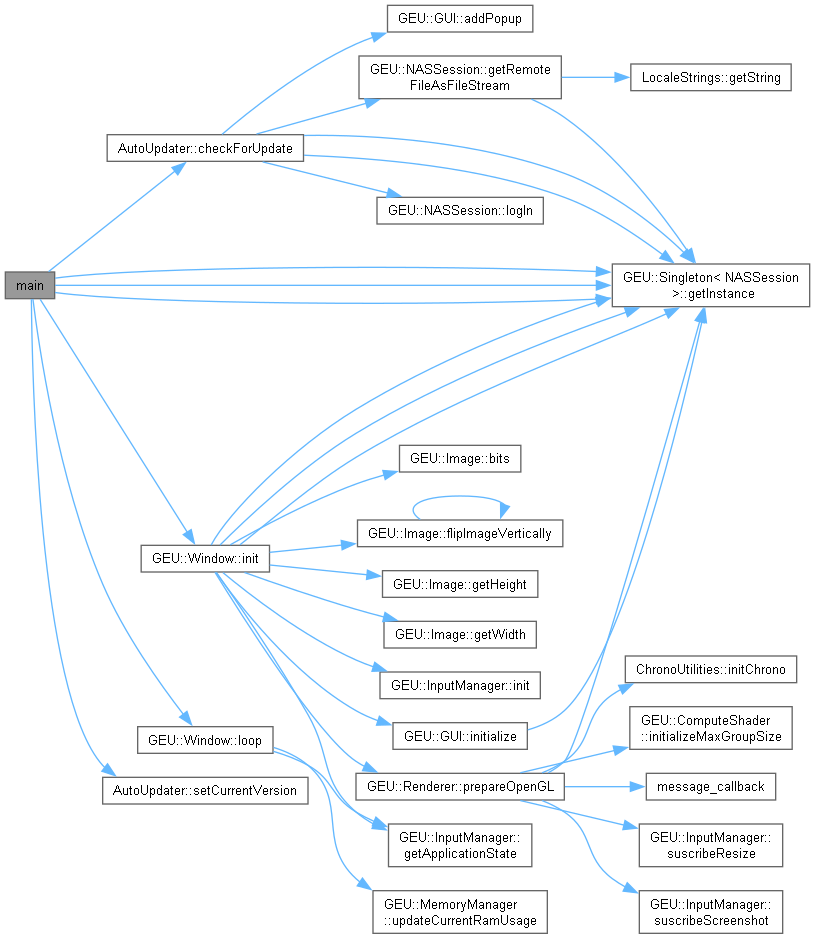 GEU::GUI::addPopup
GEU::NASSession::getRemote
FileAsFileStream
LocaleStrings::getString
AutoUpdater::checkForUpdate
GEU::NASSession::logIn
main
GEU::Singleton< NASSession
>::getInstance
GEU::Image::bits
GEU::Image::flipImageVertically
GEU::Window::init
GEU::Image::getHeight
GEU::Image::getWidth
ChronoUtilities::initChrono
GEU::InputManager::init
GEU::ComputeShader
::initializeMaxGroupSize
GEU::GUI::initialize
GEU::Window::loop
GEU::Renderer::prepareOpenGL
message_callback
AutoUpdater::setCurrentVersion
GEU::InputManager::
getApplicationState
GEU::InputManager::
suscribeResize
GEU::MemoryManager
::updateCurrentRamUsage
GEU::InputManager::
suscribeScreenshot